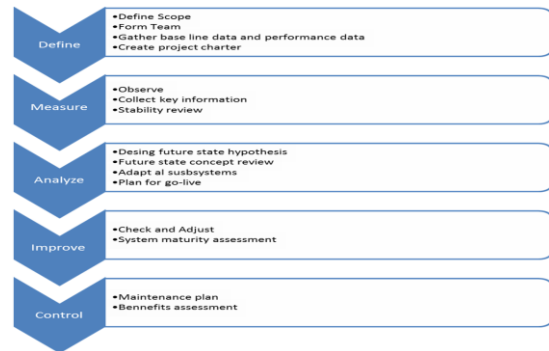 Define
•Define Scope
•Form Team
•Gather base line data and performance data
•Create project charter
Measure
•Observe
•Collect key information
•Stability review
Analyze
•Desing future state hypothesis
•Future state concept review
•Adapt al susbsystems
•Plan for go-live
Improve
•Check and Adjust
•System maturity assessment
Control
•Maintenance plan
•Bennefits assessment